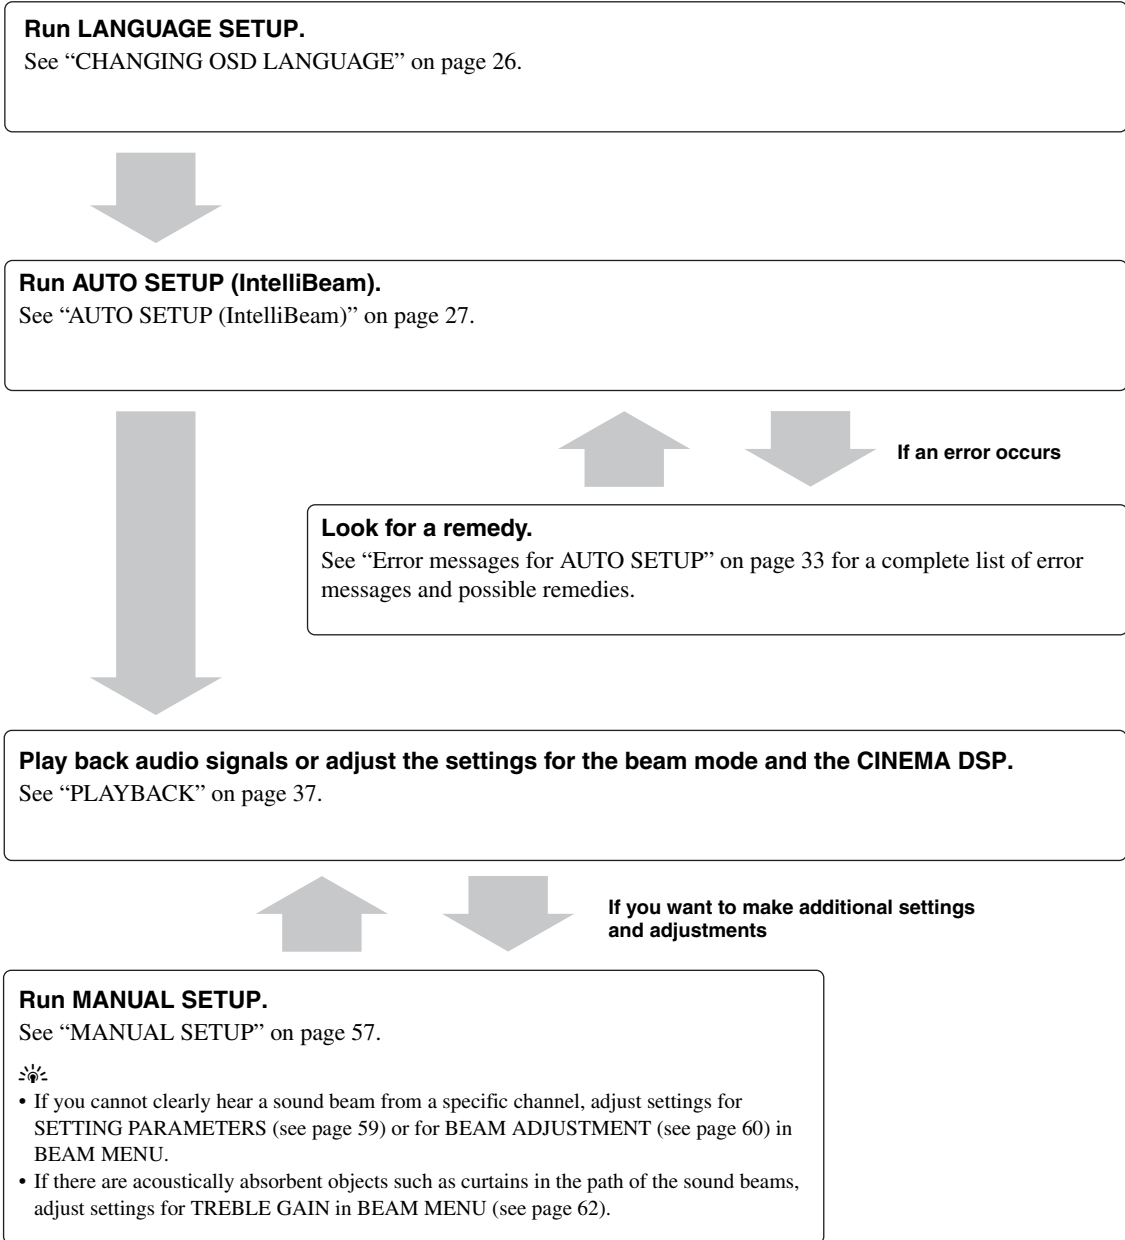 Run LANGUAGE SETUP.
See “CHANGING OSD LANGUAGE” on page 26.
Run AUTO SETUP (IntelliBeam).
See “AUTO SETUP (IntelliBeam)” on page 27.
If an error occurs
Look for a remedy.
See “Error messages for AUTO SETUP” on page 33 for a complete list of error
messages and possible remedies.
Play back audio signals or adjust the settings for the beam mode and the CINEMA DSP.
See “PLAYBACK” on page 37.
If you want to make additional settings
and adjustments
Run MANUAL SETUP.
See “MANUAL SETUP” on page 57.
• If you cannot clearly hear a sound beam from a specific channel, adjust settings for
SETTING PARAMETERS (see page 59) or for BEAM ADJUSTMENT (see page 60) in
BEAM MENU.
• If there are acoustically absorbent objects such as curtains in the path of the sound beams,
adjust settings for TREBLE GAIN in BEAM MENU (see page 62).